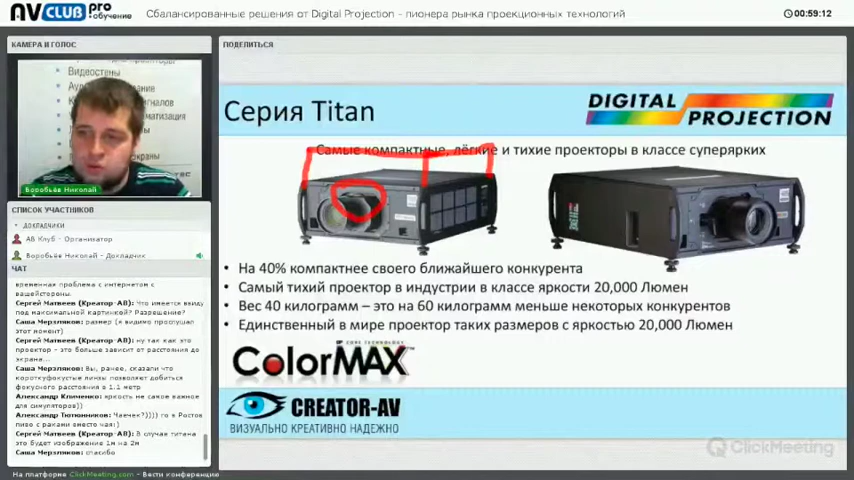 AV CLUB pro обучение
Сбалансированные решения от Digital Projection - пионера рынка проекционных технологий
00:59:12
КАМЕРА И ГОЛОС
ПОДЕЛИТЬСЯ
Видеостены
Воробьёв Николай
Серия Titan
DIGITAL PROJECTION
Самые компактные, лёгкие и тихие проекторы в классе суперярких
• На 40% компактнее своего ближайшего конкурента
• Самый тихий проектор в индустрии в классе яркости 20,000 Люмен
• Вес 40 килограмм – это на 60 килограмм меньше некоторых конкурентов
• Единственный в мире проектор таких размеров с яркостью 20,000 Люмен
ColorMAX
CREATOR-AV
ВИЗУАЛЬНО КРЕАТИВНО НАДЕЖНО
ClickMeeting
СПИСОК УЧАСТНИКОВ
ДОКЛАДЧИКИ
АВ Клуб - Организатор
Воробьев Николай - Докладчик
ЧАТ
временная проблема с интернетом с
вашейстороны.
Сергей Матвеев (Креатор-АВ): Что имеется ввиду
под максимальной картинкой? Разрешение?
Саша Мерзляков: размер (я видимо прослушал
этот момент)
Сергей Матвеев (Креатор-АВ): ну так как это
проектор - это больше зависит от расстояния до
экрана...
Саша Мерзляков: Вы, ранее, сказали что
короткофокустые линзы позволяют добиться
фокусного расстояния в 1:1 метр
Александр Кличенко: яркость не самое важное
для симуляторов))
Александр Тютюнников: Чаечек?)))) го в Ростов
пиво с раками вместо чая:)
Сергей Матвеев (Креатор-АВ): В случае титана
это будет изображение 1м на 2м
Саша Мерзляков: спасибо
На платформе ClickMeeting.com - Вести конференцию